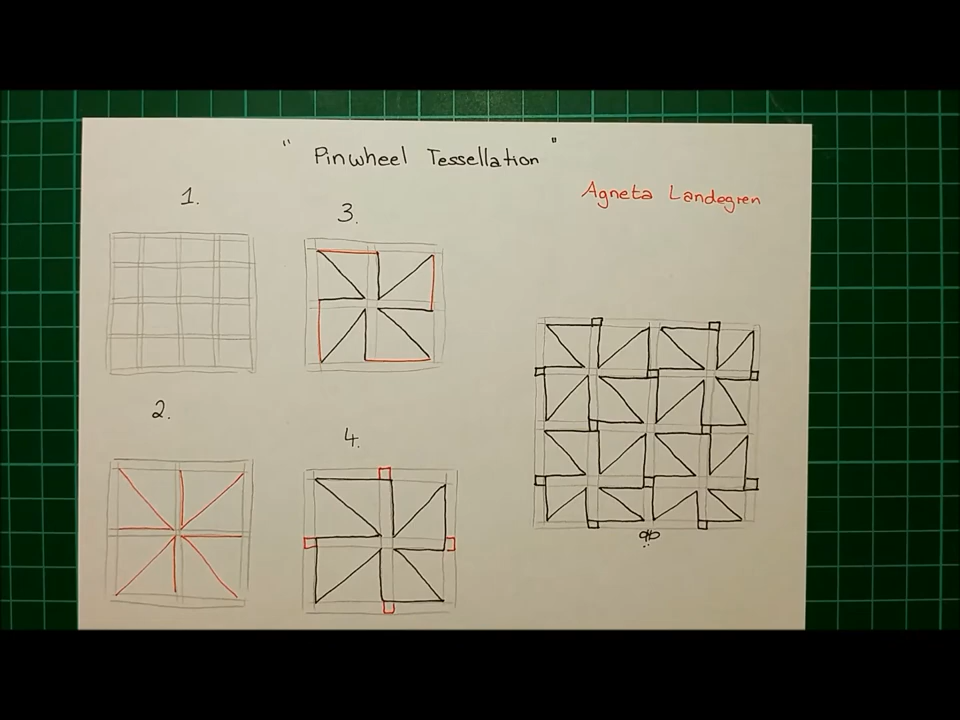 " Pinwheel Tessellation "
Agneta Landegren
1.
3.
2.
4.